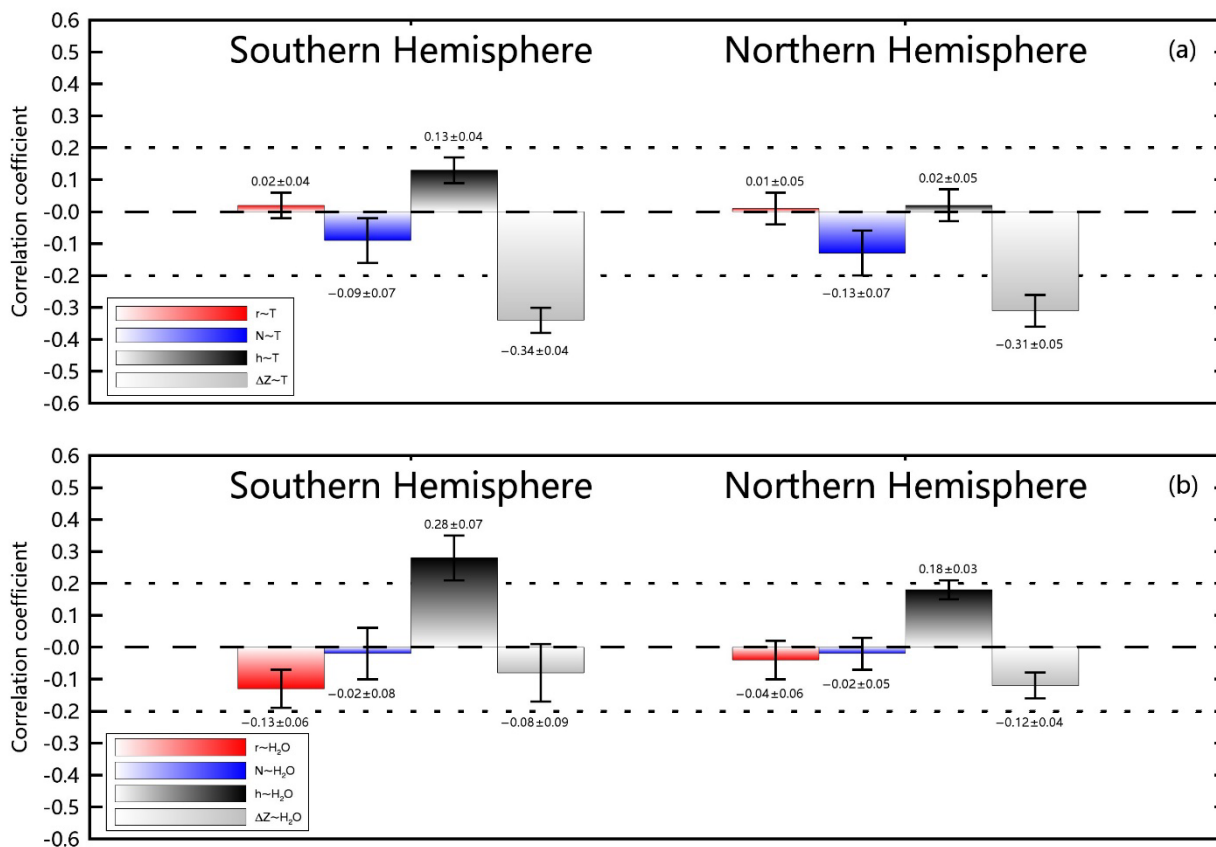 Southern Hemisphere
Northern Hemisphere
(a)
Correlation coefficient
0.6
0.5
0.4
0.3
0.2
0.1
-0.0
-0.1
-0.2
-0.3
-0.4
-0.5
-0.6
0.02±0.04
−0.09±0.07
0.13±0.04
−0.34±0.04
0.01±0.05
−0.13±0.07
0.02±0.05
−0.31±0.05
r~T
N~T
h~T
ΔZ~T
Southern Hemisphere
Northern Hemisphere
(b)
Correlation coefficient
0.6
0.5
0.4
0.3
0.2
0.1
-0.0
-0.1
-0.2
-0.3
-0.4
-0.5
-0.6
−0.13±0.06
−0.02±0.08
0.28±0.07
−0.08±0.09
−0.04±0.06
−0.02±0.05
0.18±0.03
−0.12±0.04
r~H₂O
N~H₂O
h~H₂O
ΔZ~H₂O